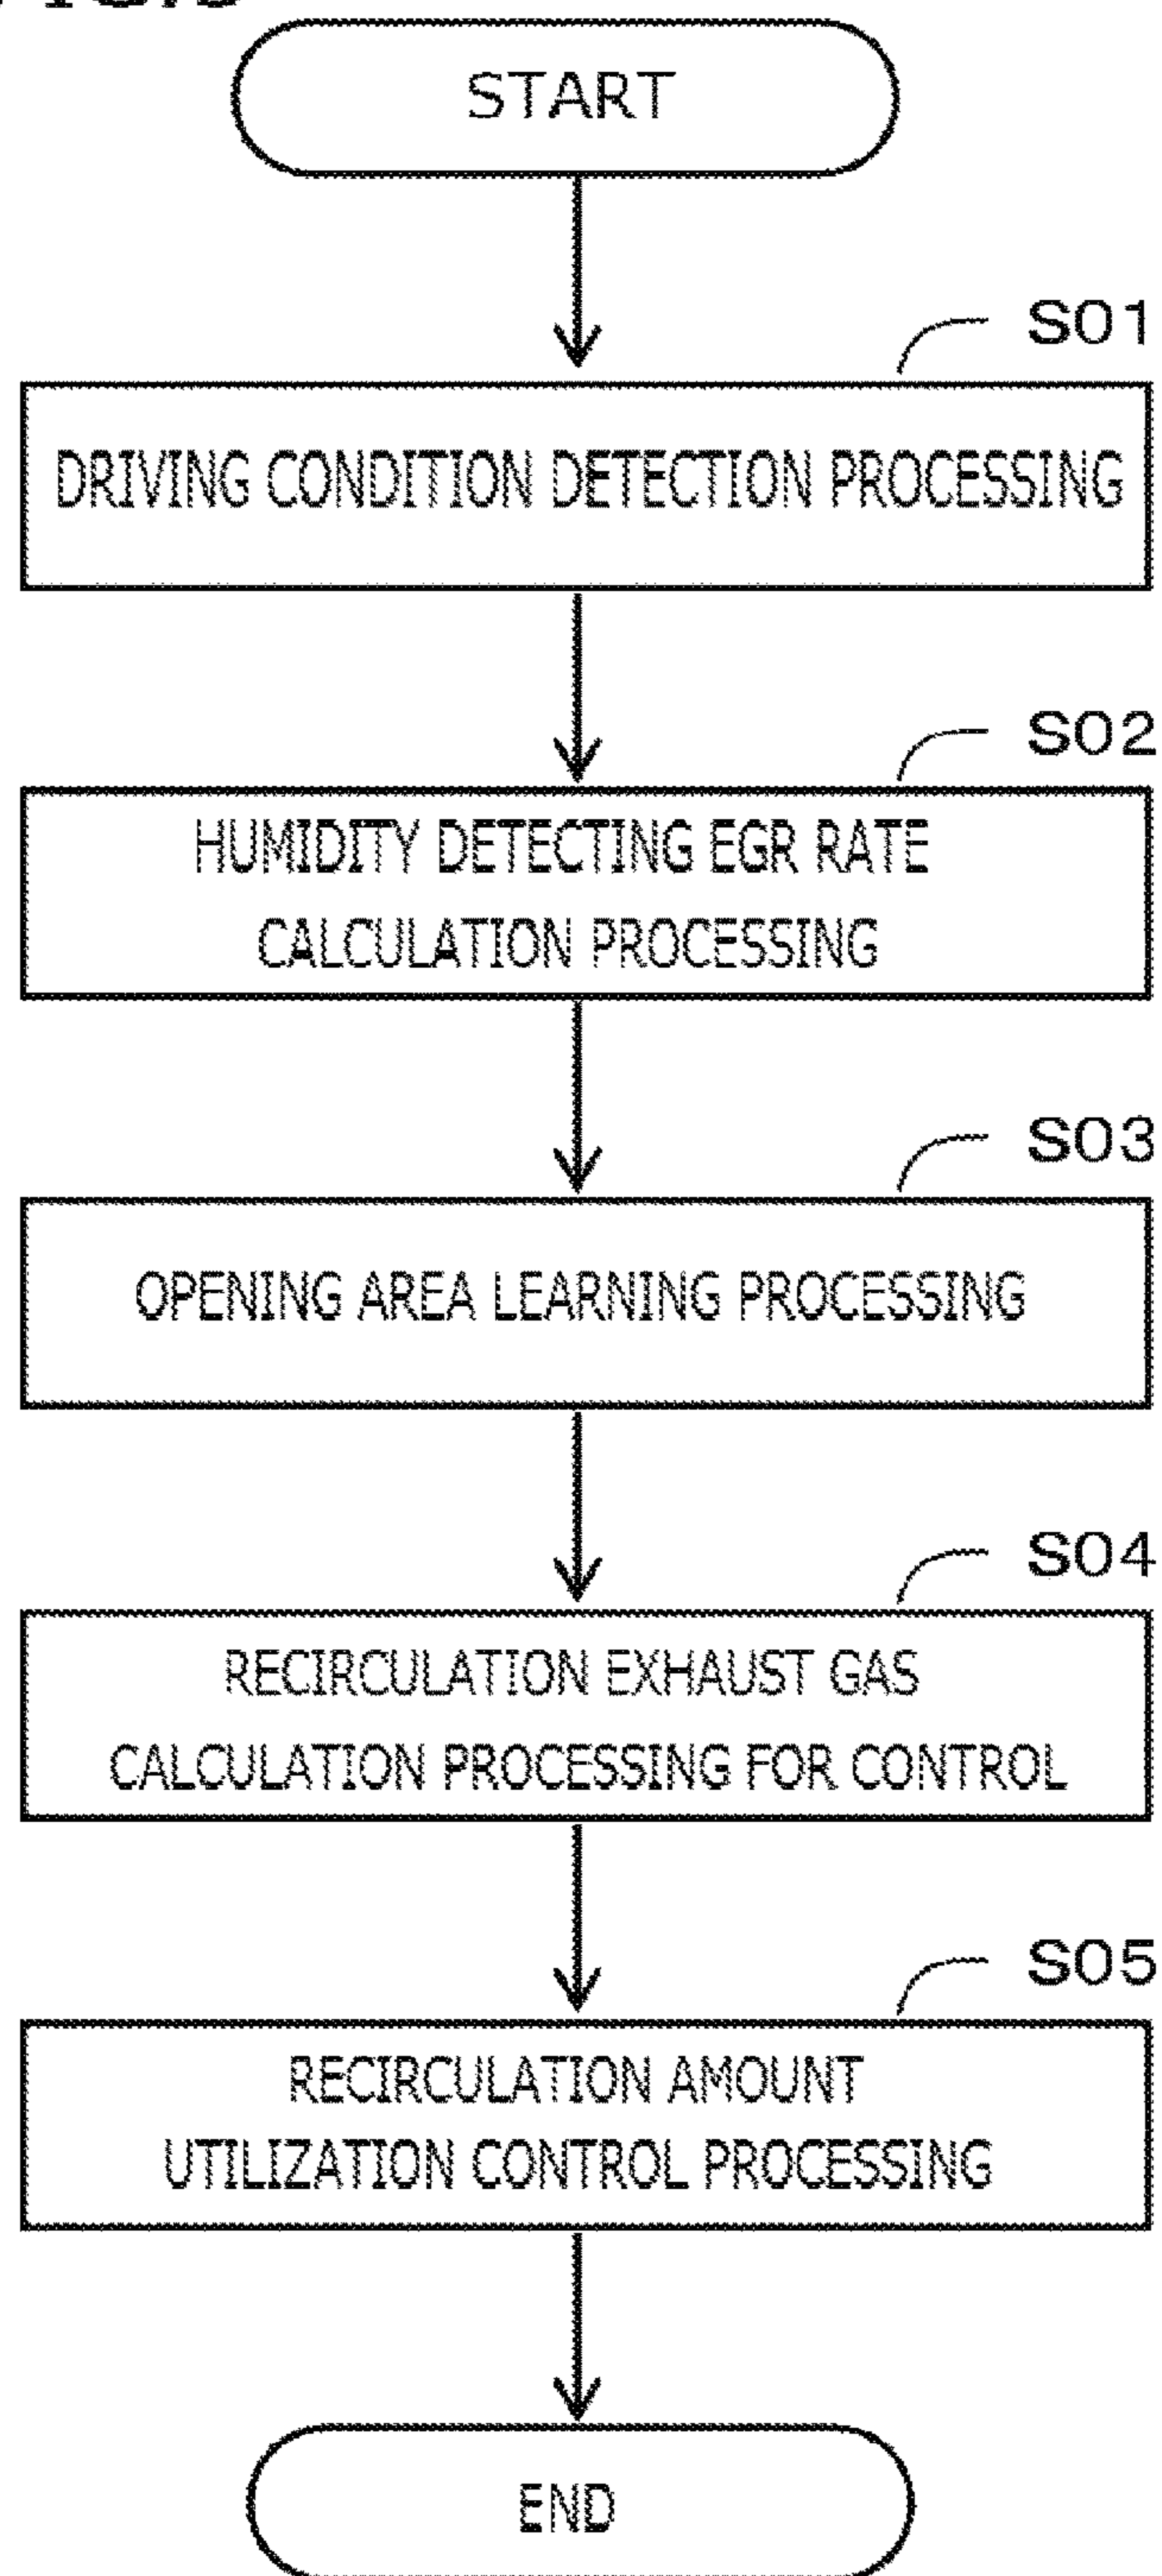 START
S01
DRIVING CONDITION DETECTION PROCESSING
S02
HUMIDITY DETECTING EGR RATE
CALCULATION PROCESSING
S03
OPENING AREA LEARNING PROCESSING
S04
RECIRCULATION EXHAUST GAS
CALCULATION PROCESSING FOR CONTROL
S05
RECIRCULATION AMOUNT
UTILIZATION CONTROL PROCESSING
END